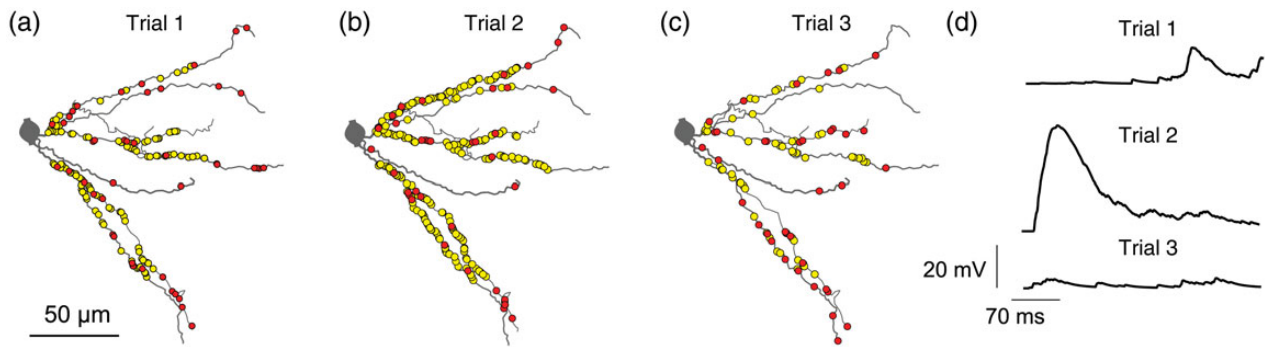 (a) Trial 1
(b) Trial 2
(c) Trial 3
(d)
Trial 1
Trial 2
Trial 3
20 mV
70 ms
50 μm